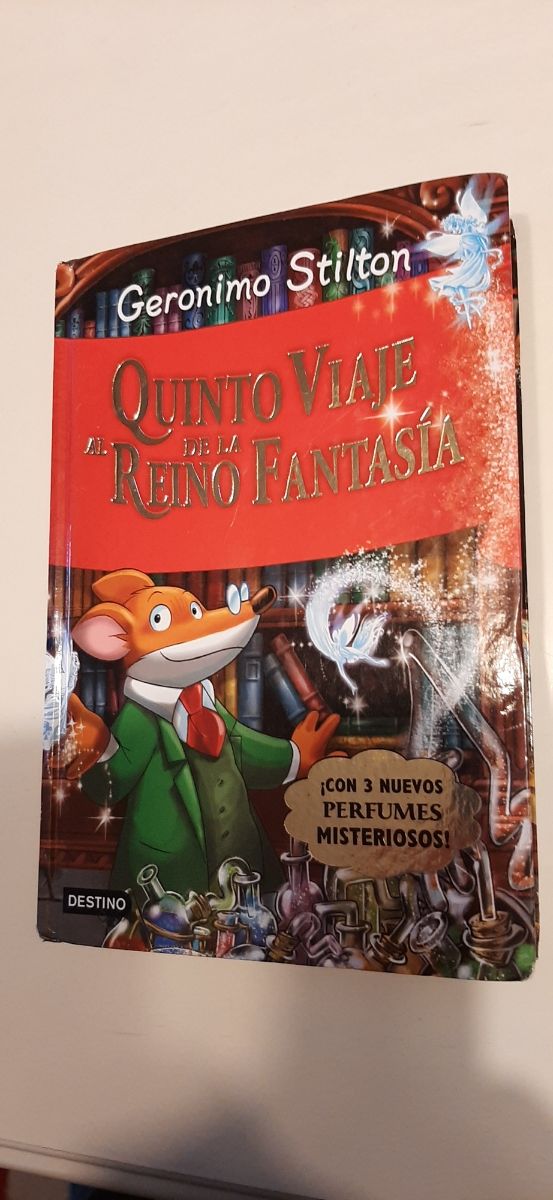 Geronimo Stilton
QUINTO VIAJE
AL REINO DE LA FANTASÍA
¡CON 3 NUEVOS
PERFUMES
MISTERIOSOS!
DESTINO